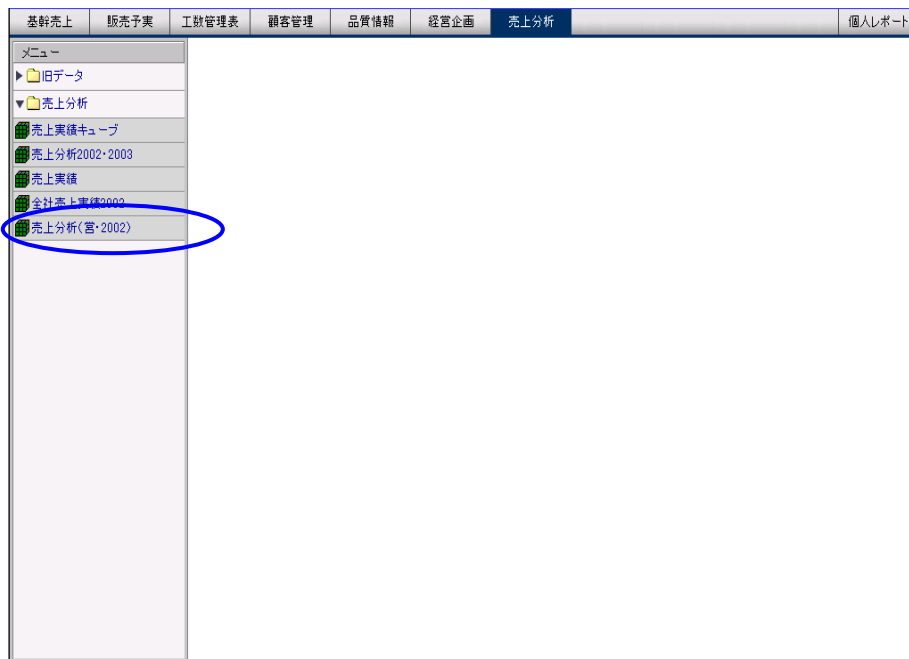 基幹売上 販売予実 工数管理表 顧客管理 品質情報 経営企画 売上分析 個人レポート
メニュー
旧データ
売上分析
売上実績キューブ
売上分析2002・2003
売上実績
全社売上実績2002
売上分析(営・2002)